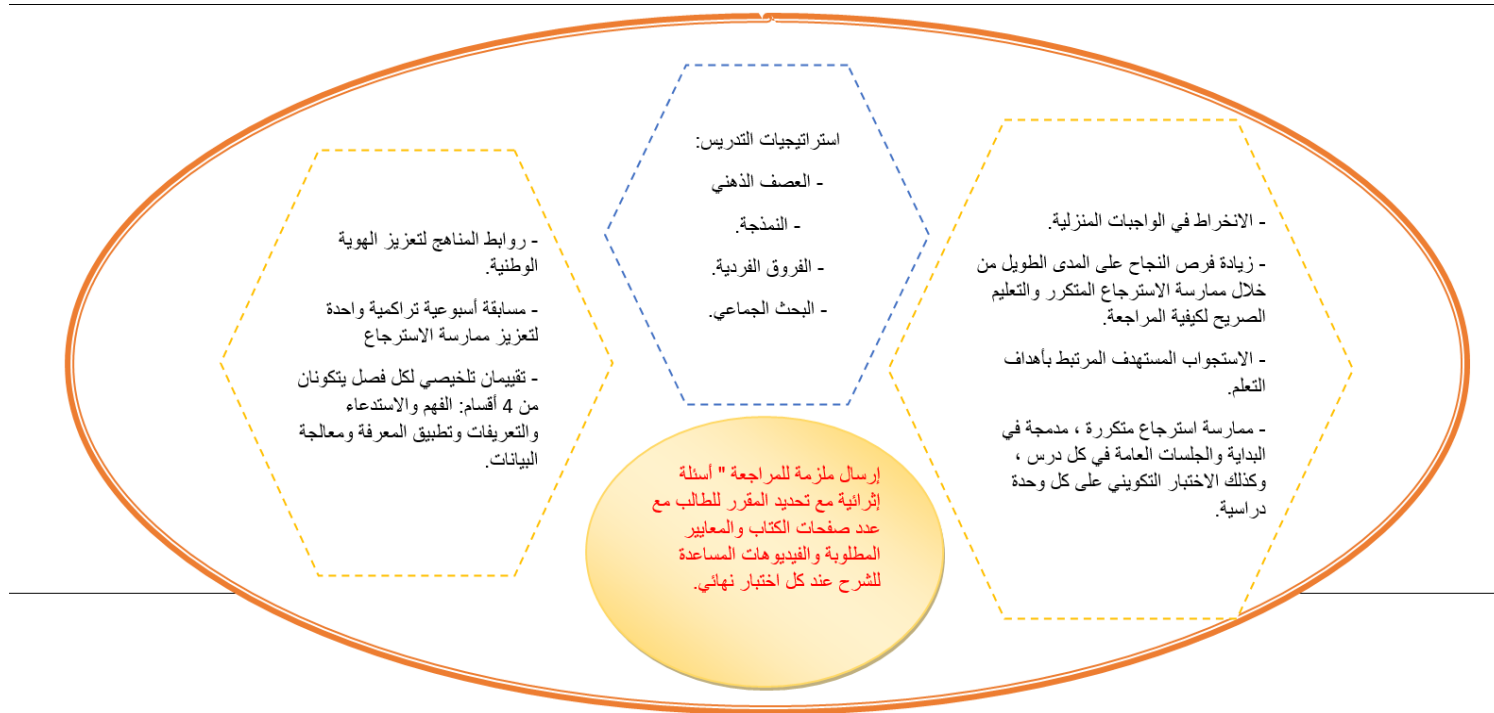 استراتيجيات التدريس:
- العصف الذهني
- النمذجة.
- الفروق الفردية.
- البحث الجماعي.
- الانخراط في الواجبات المنزلية.
- زيادة فرص النجاح على المدى الطويل من
خلال ممارسة الاسترجاع المتكرر والتعليم
الصريح لكيفية المراجعة.
- الاستجواب المستهدف المرتبط بأهداف
التعلم.
- ممارسة استرجاع متكررة ، مدمجة في
البداية والجلسات العامة في كل درس ،
وكذلك الاختبار التكويني على كل وحدة
دراسية.
- روابط المناهج لتعزيز الهوية
الوطنية.
- مسابقة أسبوعية تراكمية واحدة
لتعزيز ممارسة الاسترجاع
- تقييمان تلخيصي لكل فصل يتكونان
من 4 أقسام: الفهم والاستدعاء
والتعريفات وتطبيق المعرفة ومعالجة
البيانات.
إرسال ملزمة للمراجعة " أسئلة
إثرائية مع تحديد المقرر للطالب مع
عدد صفحات الكتاب والمعايير
المطلوبة والفيديوهات المساعدة
للشرح عند كل اختبار نهائي.